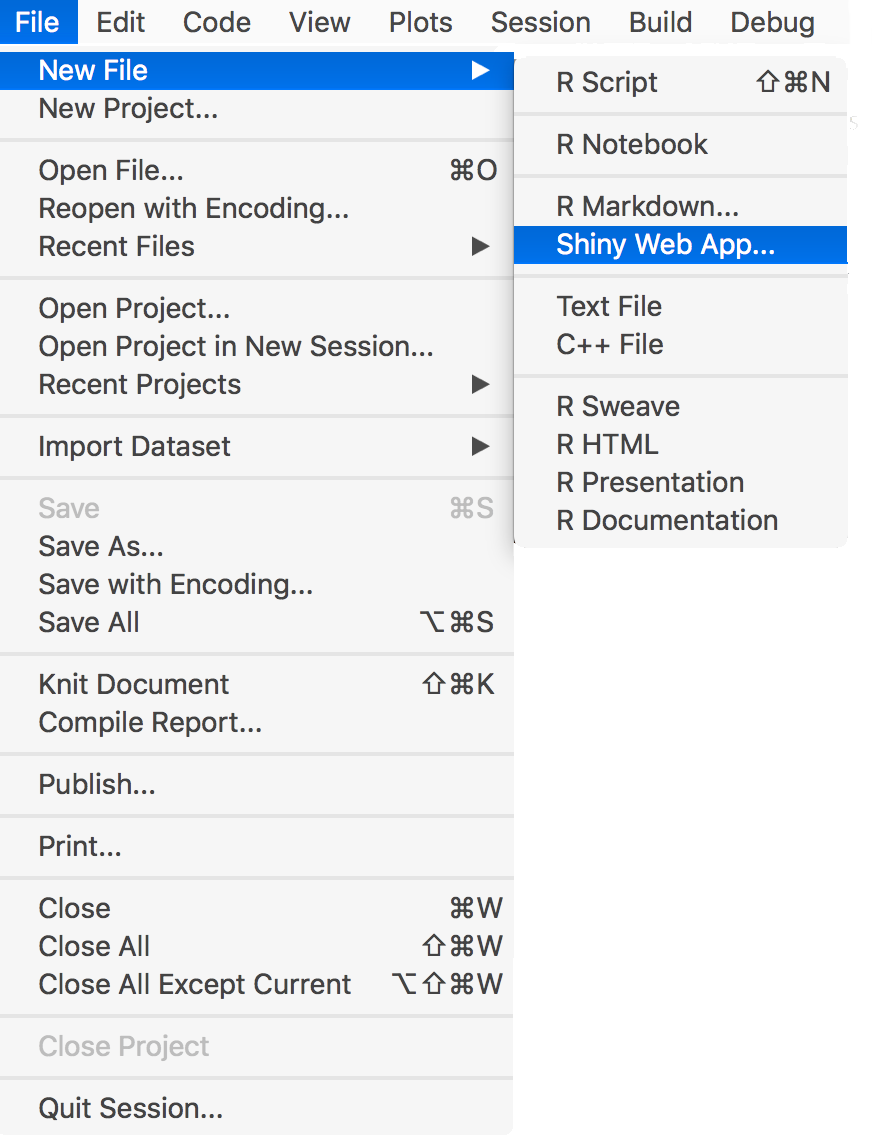 File Edit Code View Plots Session Build Debug
New File ▶
New Project...
Open File... ⌘O
Reopen with Encoding...
Recent Files ▶
Open Project...
Open Project in New Session...
Recent Projects ▶
Import Dataset ▶
Save ⌘S
Save As...
Save with Encoding...
Save All ⌥⌘S
Knit Document ⇧⌘K
Compile Report...
Publish...
Print...
Close ⌘W
Close All ⇧⌘W
Close All Except Current ⌥⇧⌘W
Close Project
Quit Session...
R Script ⇧⌘N
R Notebook
R Markdown...
Shiny Web App...
Text File
C++ File
R Sweave
R HTML
R Presentation
R Documentation